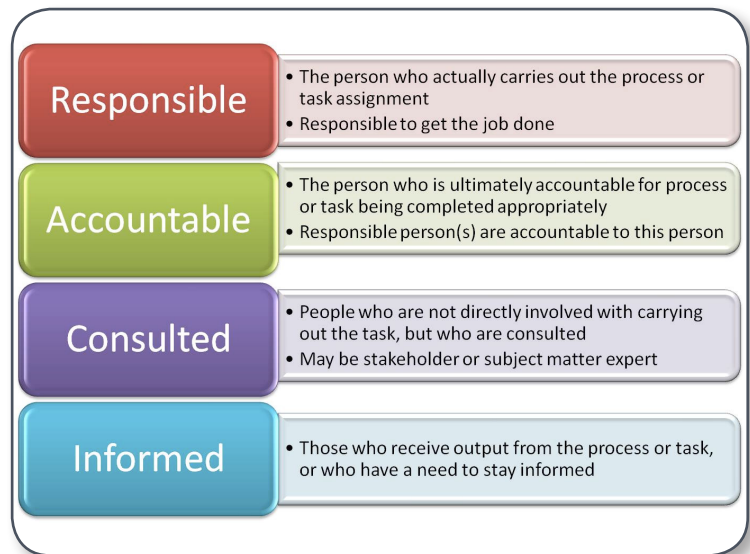 Responsible
• The person who actually carries out the process or
task assignment
• Responsible to get the job done
Accountable
• The person who is ultimately accountable for process
or task being completed appropriately
• Responsible person(s) are accountable to this person
Consulted
• People who are not directly involved with carrying
out the task, but who are consulted
• May be stakeholder or subject matter expert
Informed
• Those who receive output from the process or task,
or who have a need to stay informed